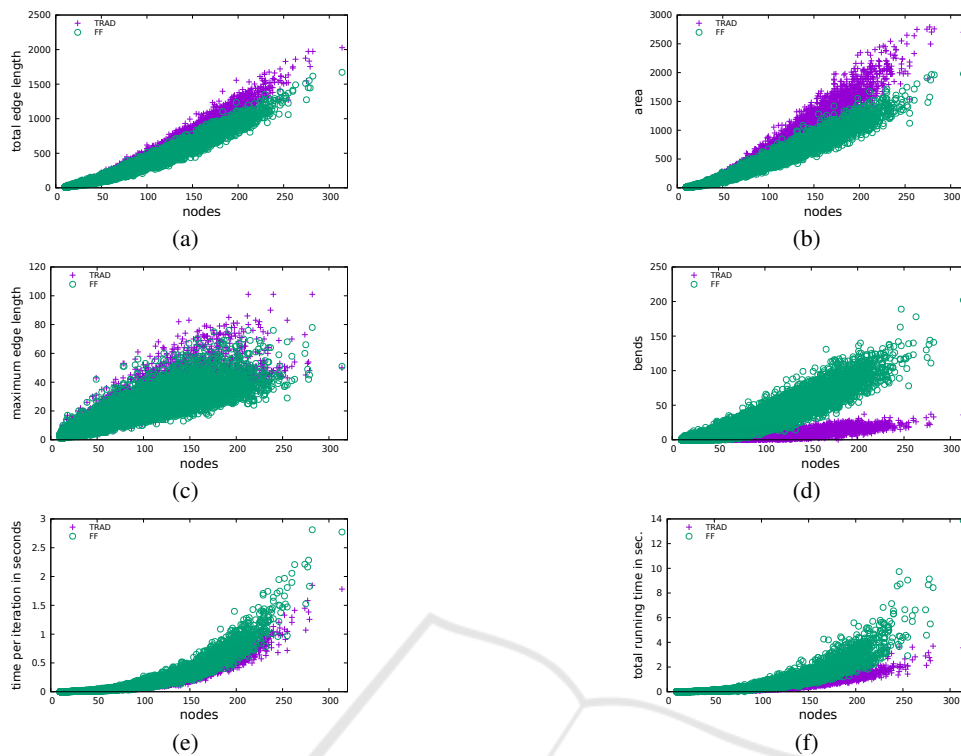 total edge length
2500
2000
1500
1000
500
0
TRAD
FF
0 50 100 150 200 250 300
nodes
(a)
area
3000
2500
2000
1500
1000
500
0
TRAD
FF
0 50 100 150 200 250 300
nodes
(b)
maximum edge length
120
100
80
60
40
20
0
TRAD
FF
0 50 100 150 200 250 300
nodes
(c)
bends
250
200
150
100
50
0
TRAD
FF
0 50 100 150 200 250 300
nodes
(d)
time per iteration in seconds
3
2.5
2
1.5
1
0.5
0
TRAD
FF
0 50 100 150 200 250 300
nodes
(e)
total running time in sec.
14
12
10
8
6
4
2
0
TRAD
FF
0 50 100 150 200 250 300
nodes
(f)